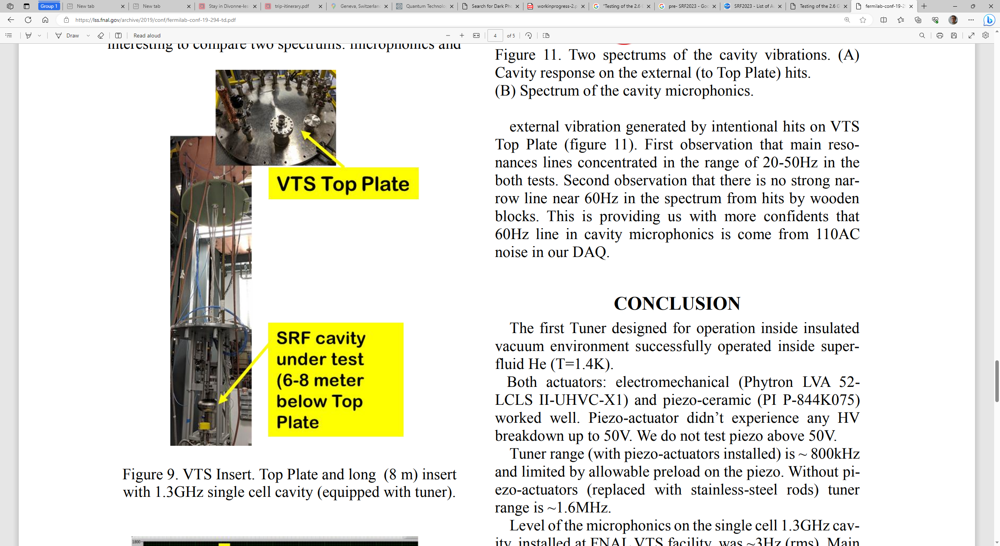 Group 1
New tab
New tab
Stay in Divonne-les
trip-itinerary.pdf
Geneva, Switzerlan
Quantum Technolo
Search for Dark Pho
workinprogress-2.p
"Testing of the 2.6 G
pre- SRF2023 - Goo
SRF2023 - List of Au
Testing of the 2.6 G
fermilab-conf-19-2
https://lss.fnal.gov/archive/2019/conf/fermilab-conf-19-294-td.pdf
Draw
Read aloud
4 of 5
interesting to compare two spectrums: microphonics and
VTS Top Plate
SRF cavity
under test
(6-8 meter
below Top
Plate
Figure 9. VTS Insert. Top Plate and long (8 m) insert
with 1.3GHz single cell cavity (equipped with tuner).
1800
Figure 11. Two spectrums of the cavity vibrations. (A)
Cavity response on the external (to Top Plate) hits.
(B) Spectrum of the cavity microphonics.
external vibration generated by intentional hits on VTS
Top Plate (figure 11). First observation that main reso-
nances lines concentrated in the range of 20-50Hz in the
both tests. Second observation that there is no strong nar-
row line near 60Hz in the spectrum from hits by wooden
blocks. This is providing us with more confidents that
60Hz line in cavity microphonics is come from 110AC
noise in our DAQ.
CONCLUSION
The first Tuner designed for operation inside insulated
vacuum environment successfully operated inside super-
fluid He (T=1.4K).
Both actuators: electromechanical (Phytron LVA 52-
LCLS II-UHVC-X1) and piezo-ceramic (PI P-844K075)
worked well. Piezo-actuator didn’t experience any HV
breakdown up to 50V. We do not test piezo above 50V.
Tuner range (with piezo-actuators installed) is ~ 800kHz
and limited by allowable preload on the piezo. Without pi-
ezo-actuators (replaced with stainless-steel rods) tuner
range is ~1.6MHz.
Level of the microphonics on the single cell 1.3GHz cav-
ity, installed at FNAL VTS facility, was ~3Hz (rms). Main